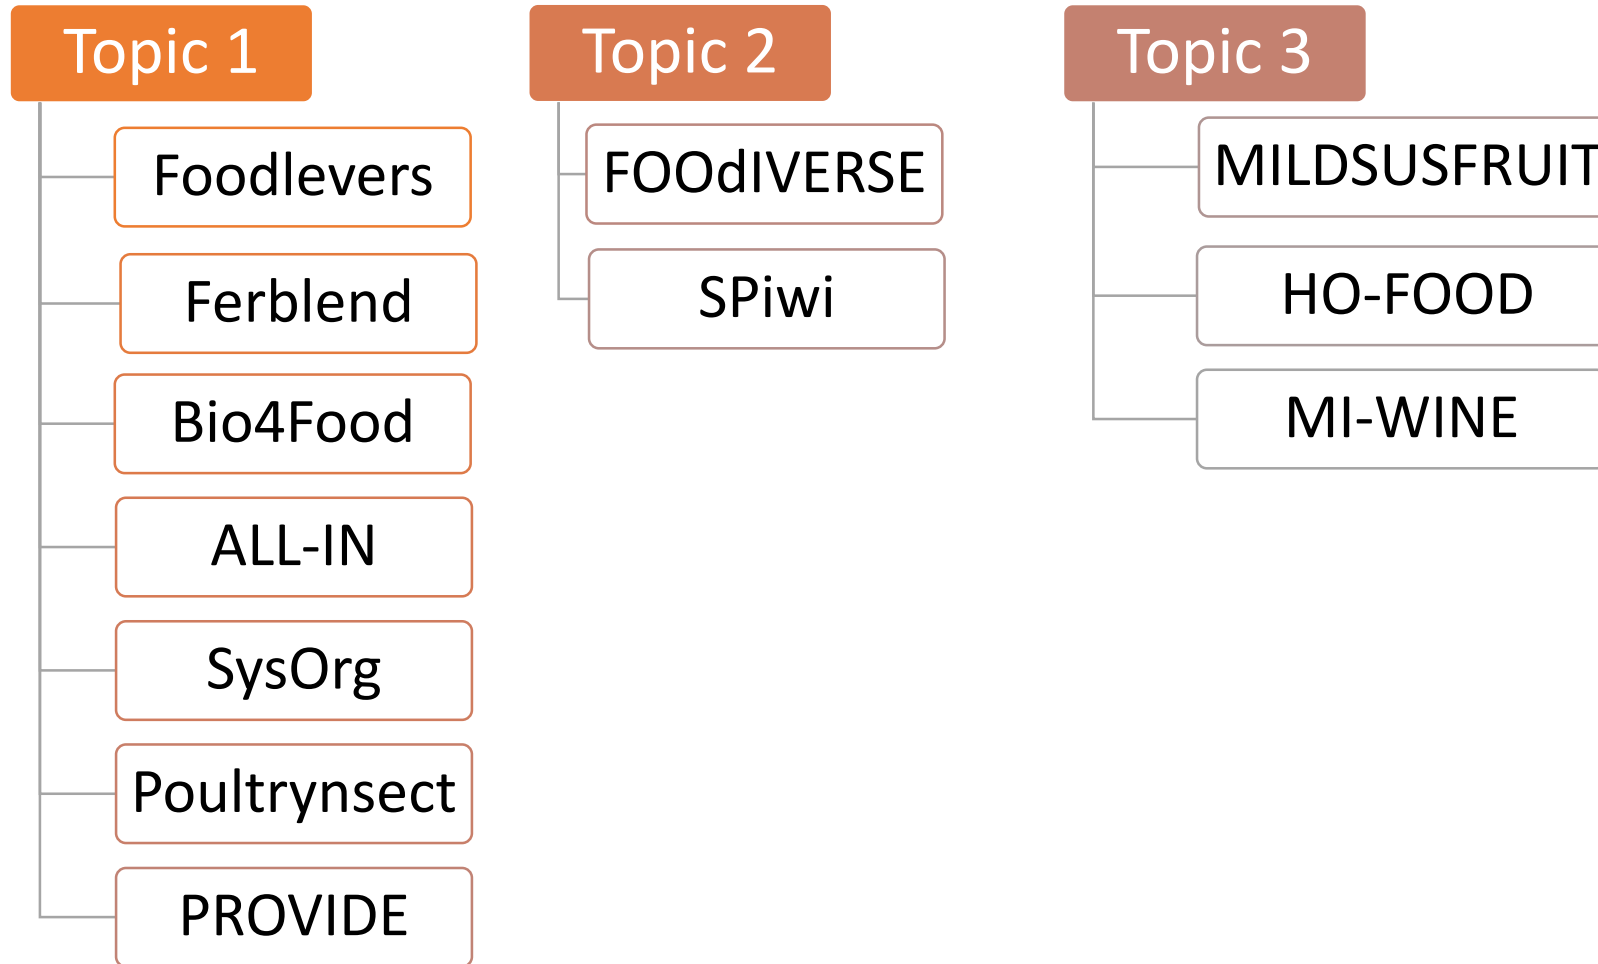 Topic 1
Foodlevers
Ferblend
Bio4Food
ALL-IN
SysOrg
Poultrynsect
PROVIDE
Topic 2
FOOdIVERSE
SPiwi
Topic 3
MILDSUSFRUIT
HO-FOOD
MI-WINE